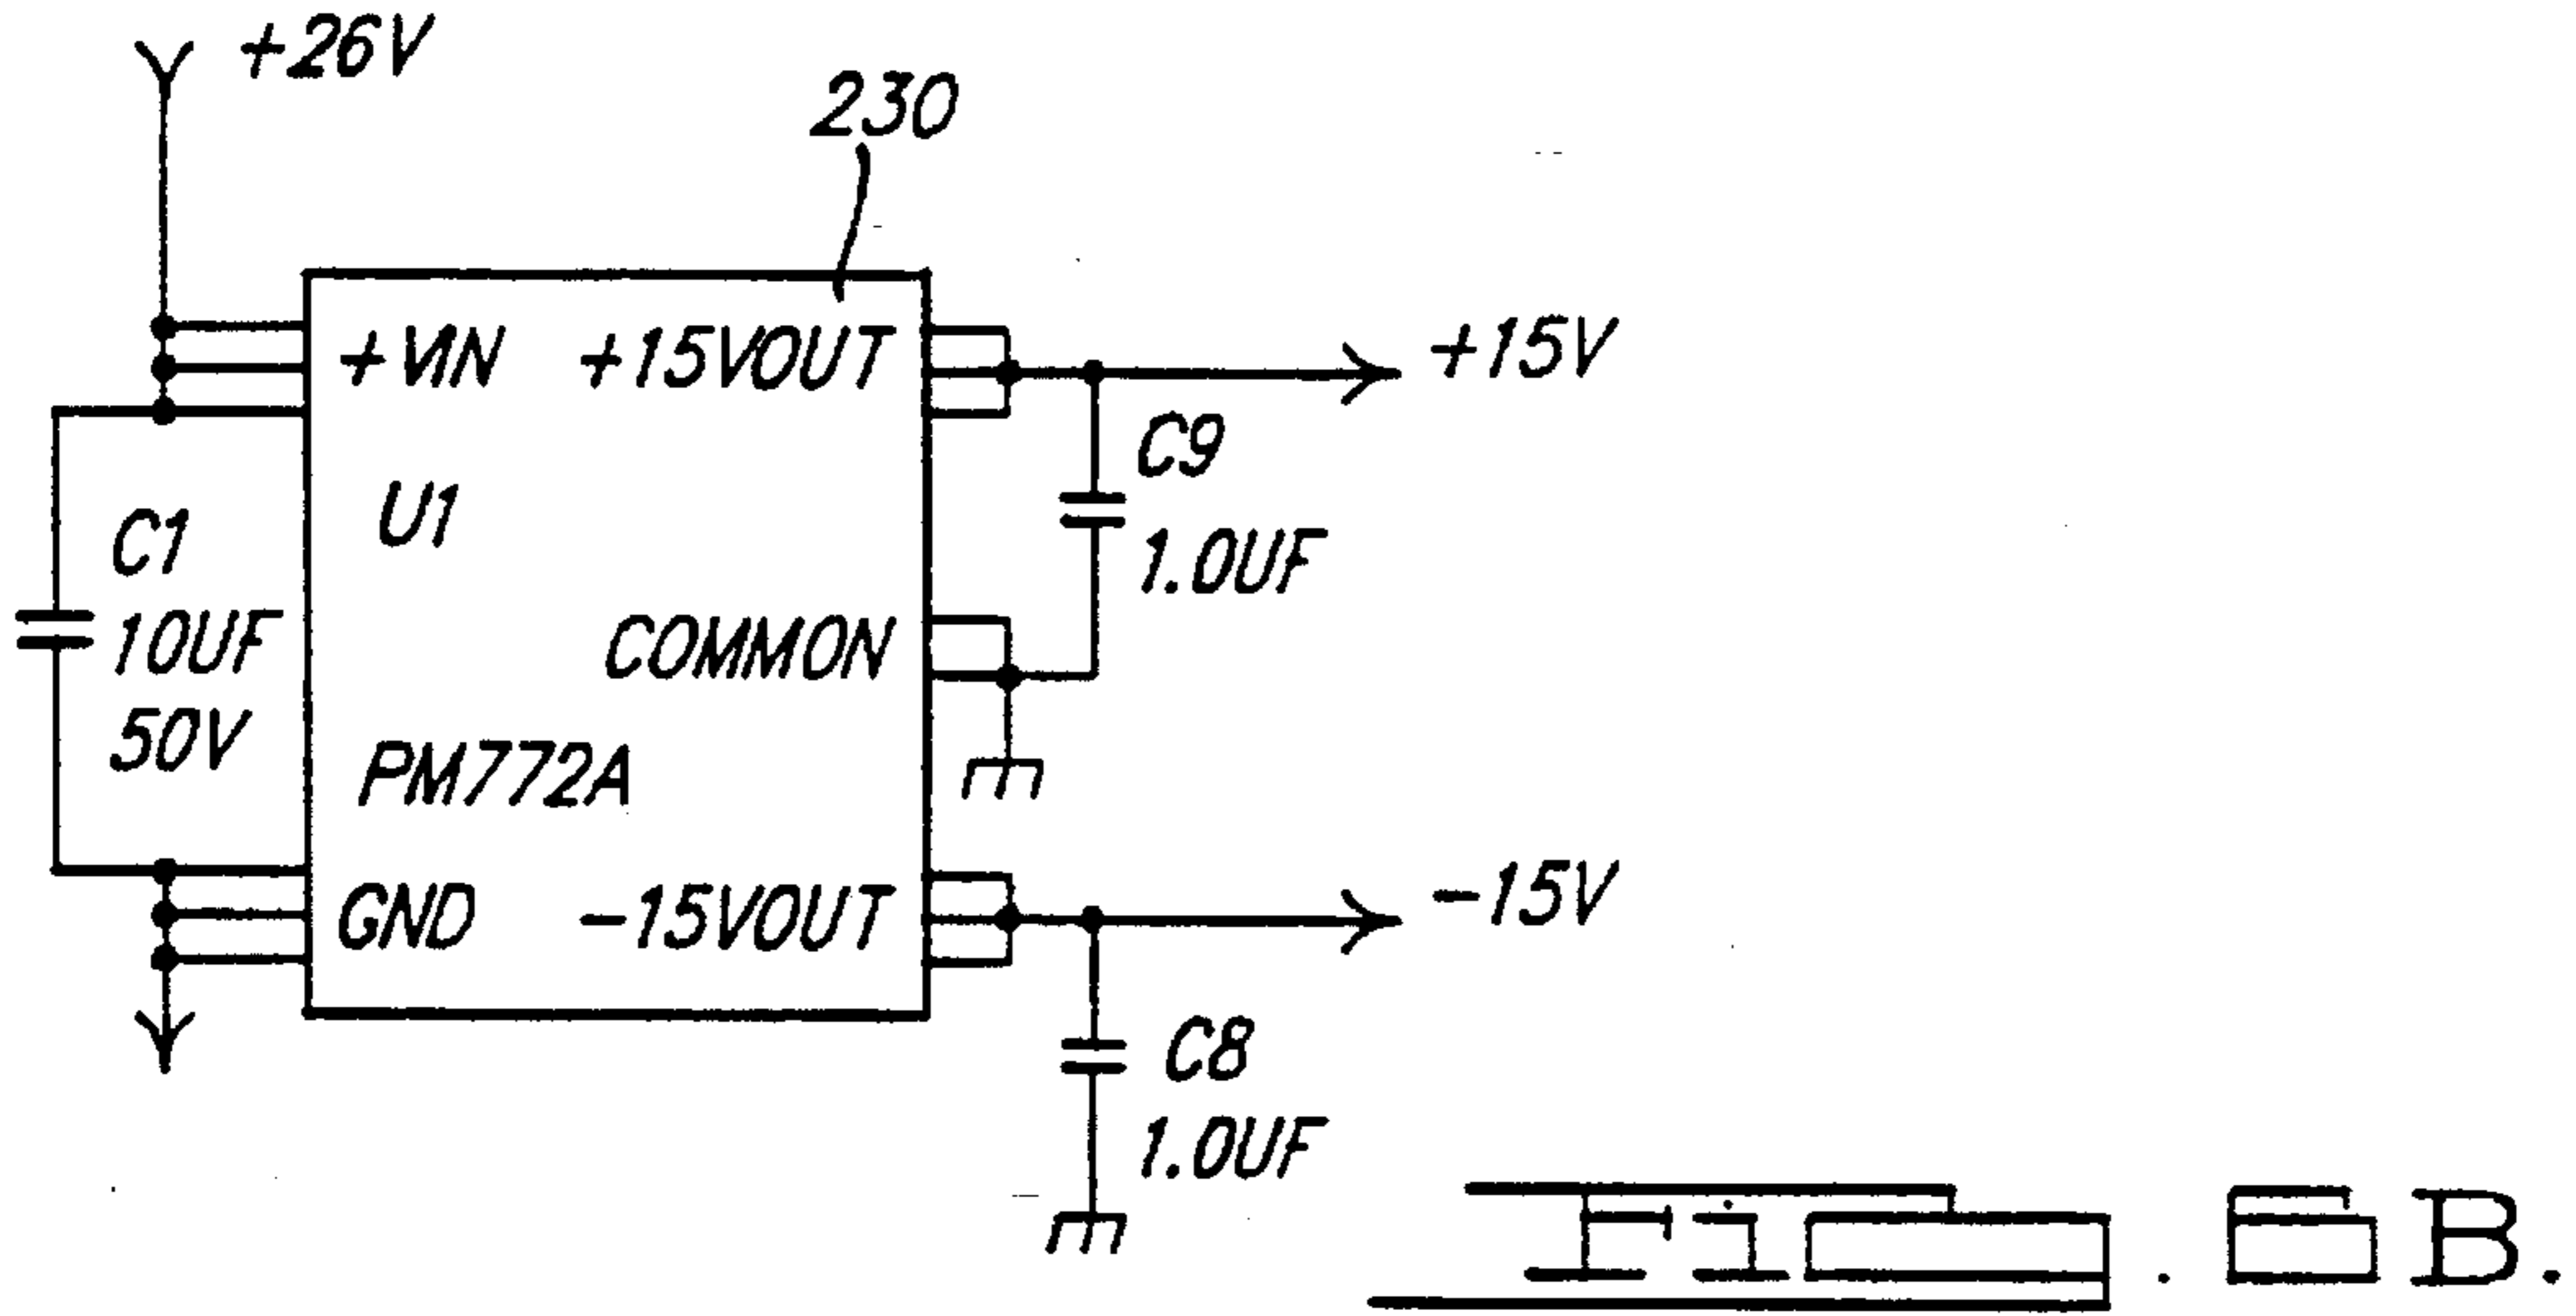 +26V
230
+VIN +15VOUT
+15V
C9
1.0UF
U1
C1
10UF
50V
COMMON
PM772A
GND -15VOUT
-15V
C8
1.0UF
Fig. 6B.